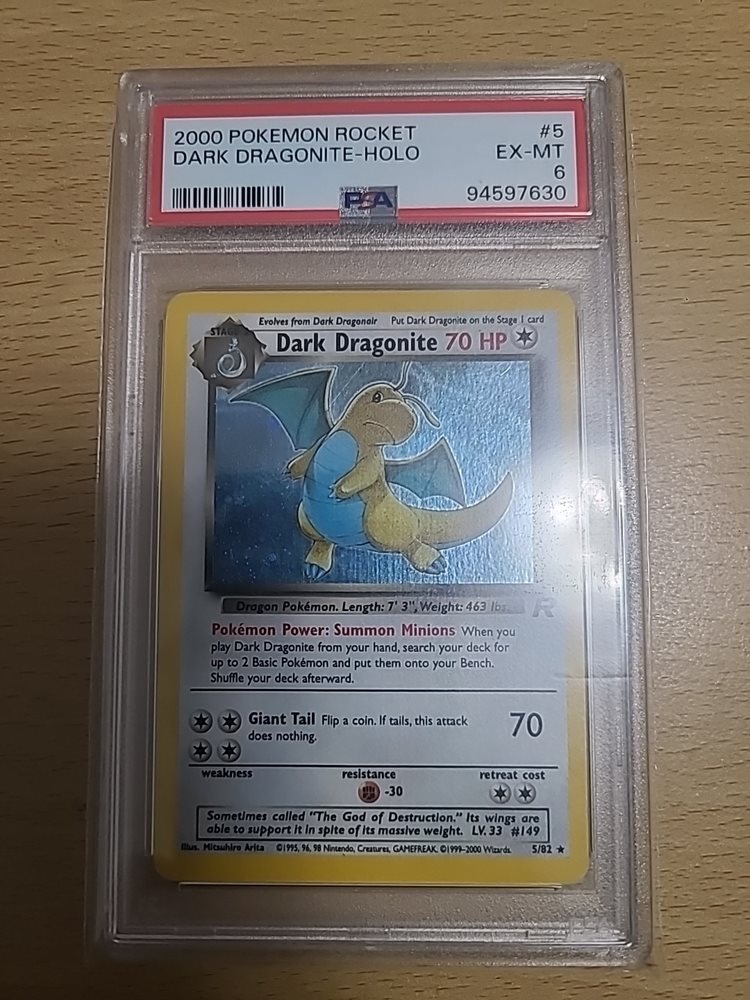 2000 POKEMON ROCKET #5
DARK DRAGONITE-HOLO EX-MT
6
PSA 94597630
Evolves from Dark Dragonair Put Dark Dragonite on the Stage 1 card
STAGE
Dark Dragonite 70 HP
Dragon Pokémon. Length: 7' 3", Weight: 463 lbs.
R
Pokémon Power: Summon Minions When you
play Dark Dragonite from your hand, search your deck for
up to 2 Basic Pokémon and put them onto your Bench.
Shuffle your deck afterward.
Giant Tail Flip a coin. If tails, this attack 70
does nothing.
weakness resistance retreat cost
-30
Sometimes called "The God of Destruction." Its wings are
able to support it in spite of its massive weight. LV. 33 #149
Illus. Mitsuhiro Arita ©1995, 96, 98 Nintendo, Creatures, GAMEFREAK. ©1999-2000 Wizards. 5/82 ★